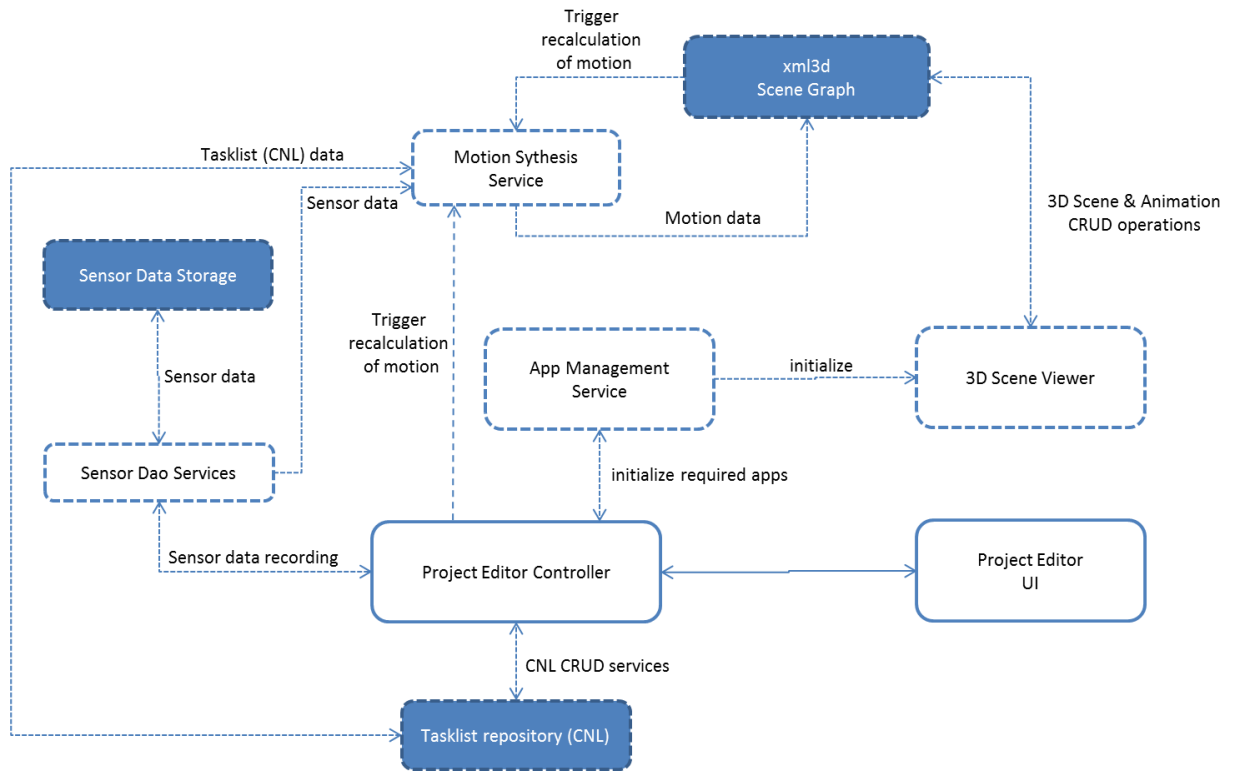 Trigger
recalculation
of motion
xml3d
Scene Graph
Tasklist (CNL) data
Motion Sythesis
Service
Sensor data
Motion data
3D Scene & Animation
CRUD operations
Sensor Data Storage
Trigger
recalculation
of motion
App Management
Service
initialize
3D Scene Viewer
Sensor data
Sensor Dao Services
initialize required apps
Sensor data recording
Project Editor Controller
Project Editor
UI
CNL CRUD services
Tasklist repository (CNL)